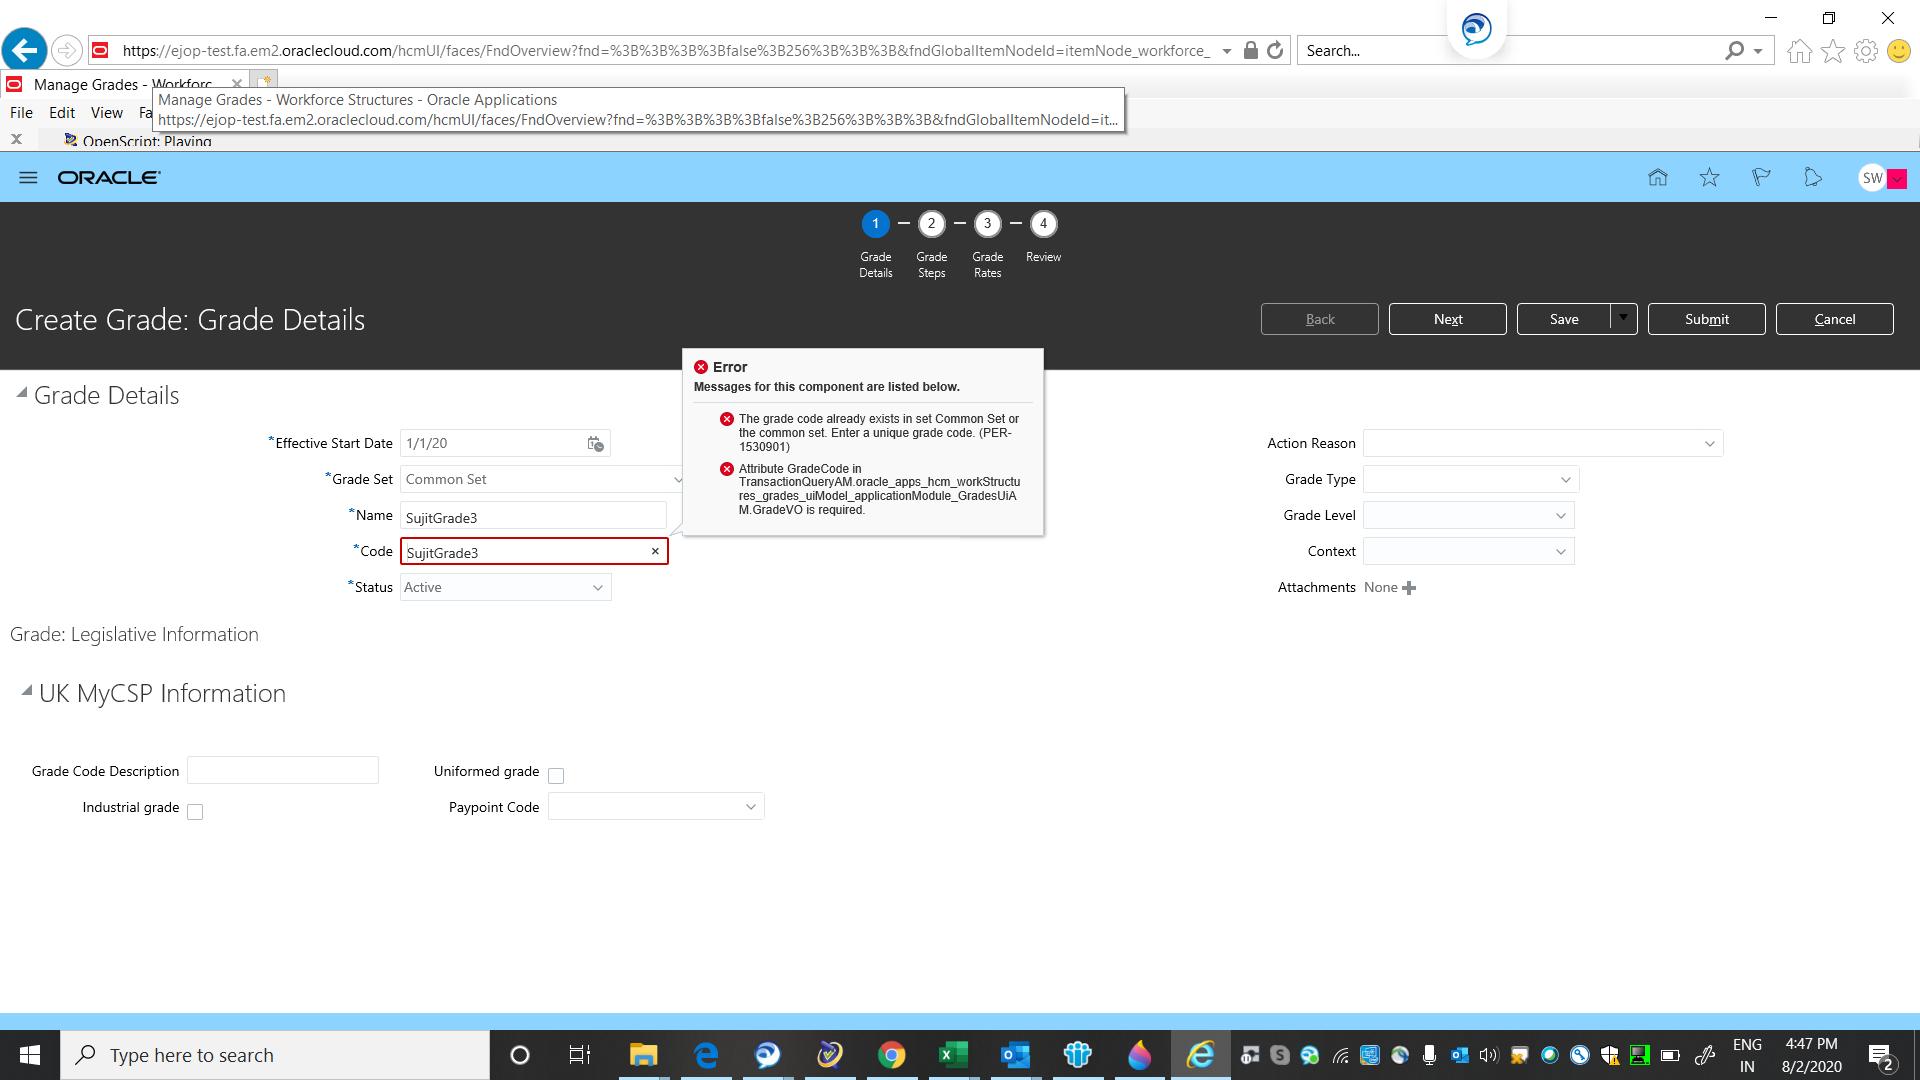 https://ejop-test.fa.em2.oraclecloud.com/hcmUI/faces/FndOverview?fnd=%3B%3B%3B%3Bfalse%3B256%3B%3B%3B&fndGlobalItemNodeId=itemNode_workforce_
Search...
Manage Grades - Workforc
Manage Grades - Workforce Structures - Oracle Applications
File Edit View Fa
https://ejop-test.fa.em2.oraclecloud.com/hcmUI/faces/FndOverview?fnd=%3B%3B%3B%3Bfalse%3B256%3B%3B%3B&fndGlobalItemNodeId=it...
x OpenScript: Playing
ORACLE
SW
1 2 3 4
Grade Details
Grade Steps
Grade Rates
Review
Create Grade: Grade Details
Back Next Save Submit Cancel
Grade Details
*Effective Start Date 1/1/20
*Grade Set Common Set
*Name SujitGrade3
*Code SujitGrade3 ×
*Status Active
Error
Messages for this component are listed below.
The grade code already exists in set Common Set or
the common set. Enter a unique grade code. (PER-
1530901)
Attribute GradeCode in
TransactionQueryAM.oracle_apps_hcm_workStructu
res_grades_uiModel_applicationModule_GradesUiA
M.GradeVO is required.
Action Reason
Grade Type
Grade Level
Context
Attachments None
Grade: Legislative Information
UK MyCSP Information
Grade Code Description
Uniformed grade
Industrial grade
Paypoint Code
Type here to search
ENG
IN
4:47 PM
8/2/2020
2